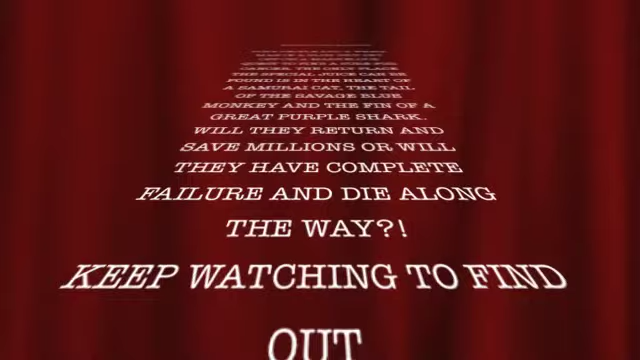 CANCER. THE ONLY PLACE
THE SPECIAL JUICE CAN BE
FOUND IS IN THE HEART OF
A SAMURAI CAT, THE TAIL
OF THE SAVAGE BLUE
MONKEY AND THE FIN OF A
GREAT PURPLE SHARK.
WILL THEY RETURN AND
SAVE MILLIONS OR WILL
THEY HAVE COMPLETE
FAILURE AND DIE ALONG
THE WAY?!
KEEP WATCHING TO FIND
OUT